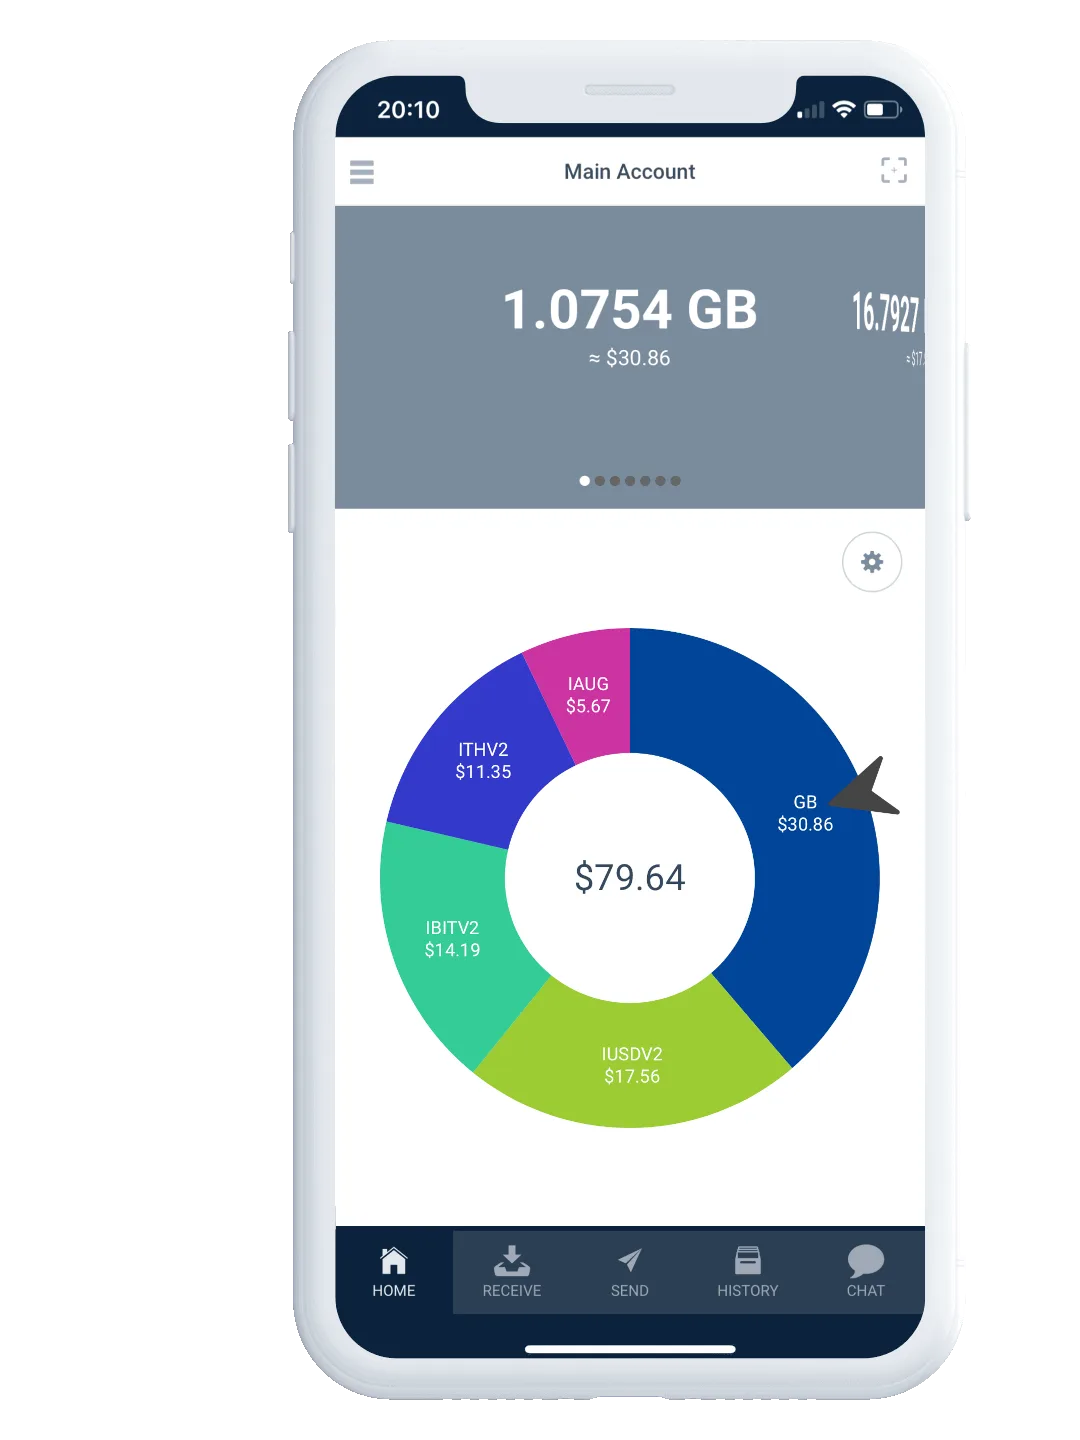 20:10
Main Account
1.0754 GB
≈ $30.86
16.7927
≈$17.
IAUG
$5.67
ITHV2
$11.35
GB
$30.86
$79.64
IBITV2
$14.19
IUSDV2
$17.56
HOME
RECEIVE
SEND
HISTORY
CHAT